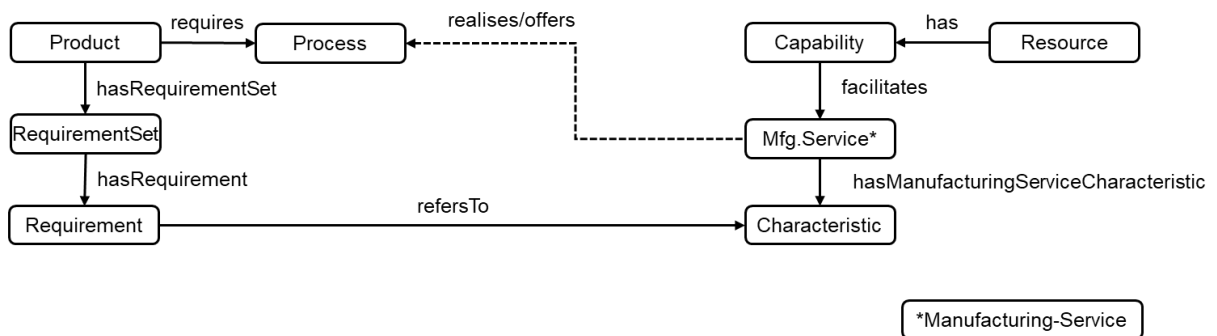 requires
realises/offers
has
Product
Process
Capability
Resource
hasRequirementSet
facilitates
RequirementSet
Mfg.Service*
hasRequirement
hasManufacturingServiceCharacteristic
refersTo
Requirement
Characteristic
*Manufacturing-Service